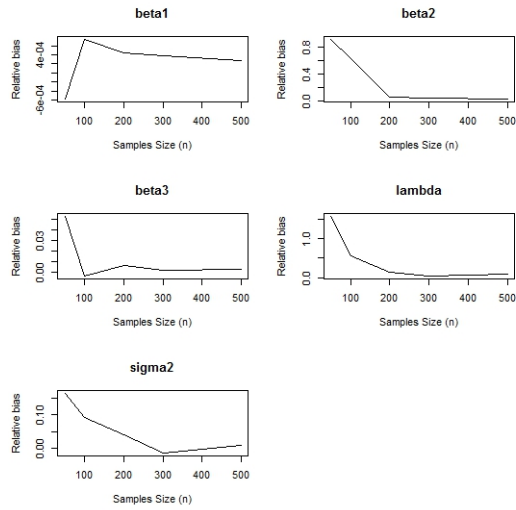 beta1
Relative bias
-6e-04 4e-04
100 200 300 400 500
Samples Size (n)
beta2
Relative bias
0.0 0.4 0.8
100 200 300 400 500
Samples Size (n)
beta3
Relative bias
0.00 0.03
100 200 300 400 500
Samples Size (n)
lambda
Relative bias
0.0 1.0
100 200 300 400 500
Samples Size (n)
sigma2
Relative bias
0.00 0.10
100 200 300 400 500
Samples Size (n)